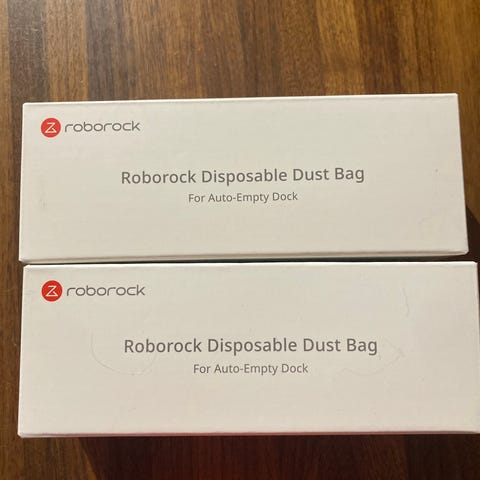 roborock
Roborock Disposable Dust Bag
For Auto-Empty Dock
roborock
Roborock Disposable Dust Bag
For Auto-Empty Dock